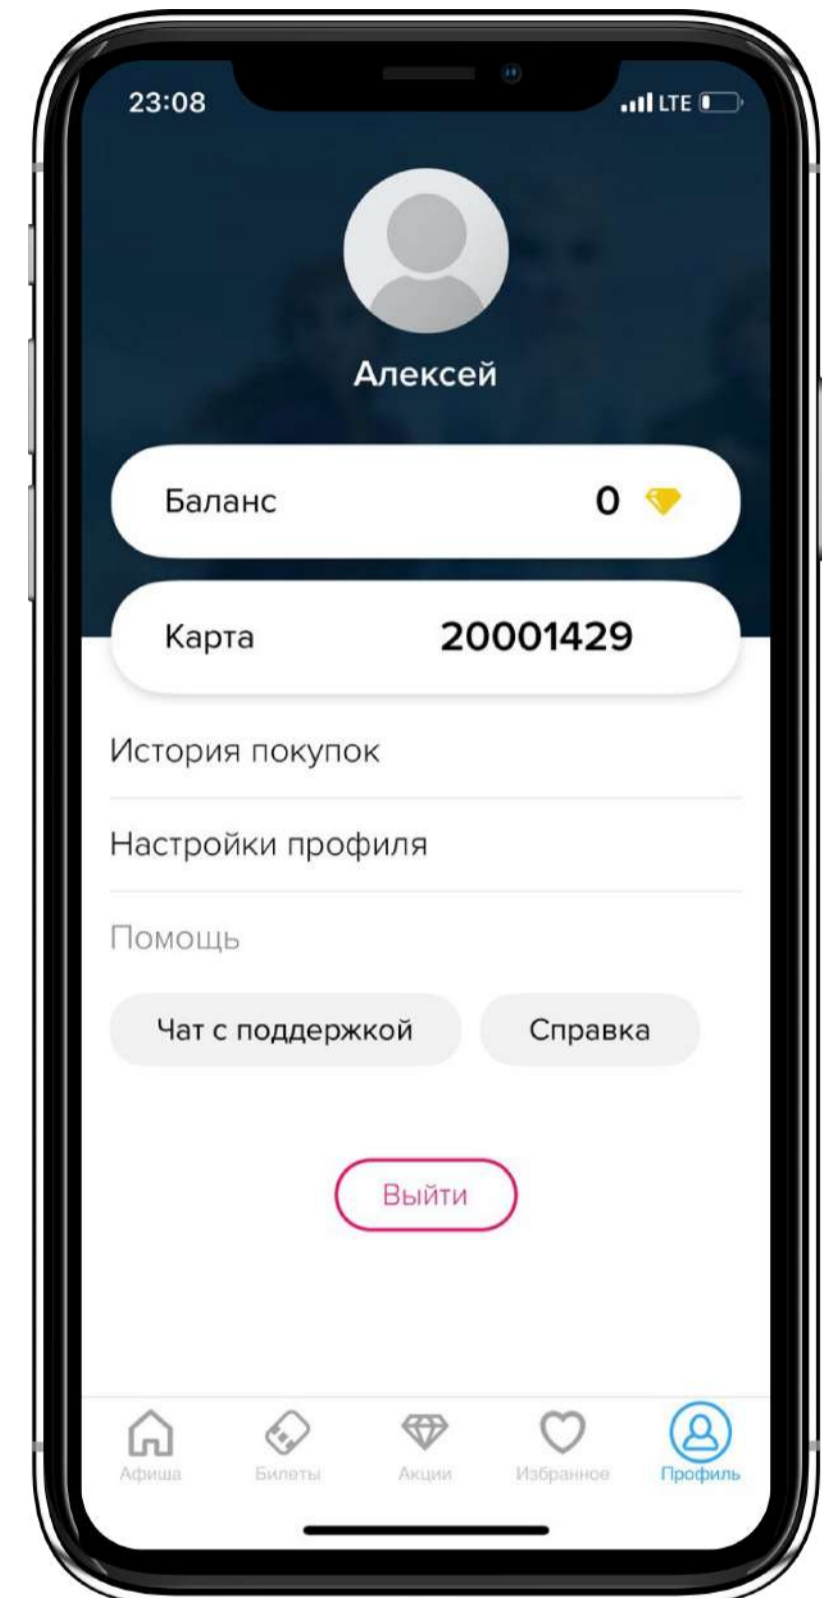 23:08 LTE
Алексей
Баланс 0
Карта 20001429
История покупок
Настройки профиля
Помощь
Чат с поддержкой Справка
Выйти
Афиша Билеты Акции Избранное Профиль